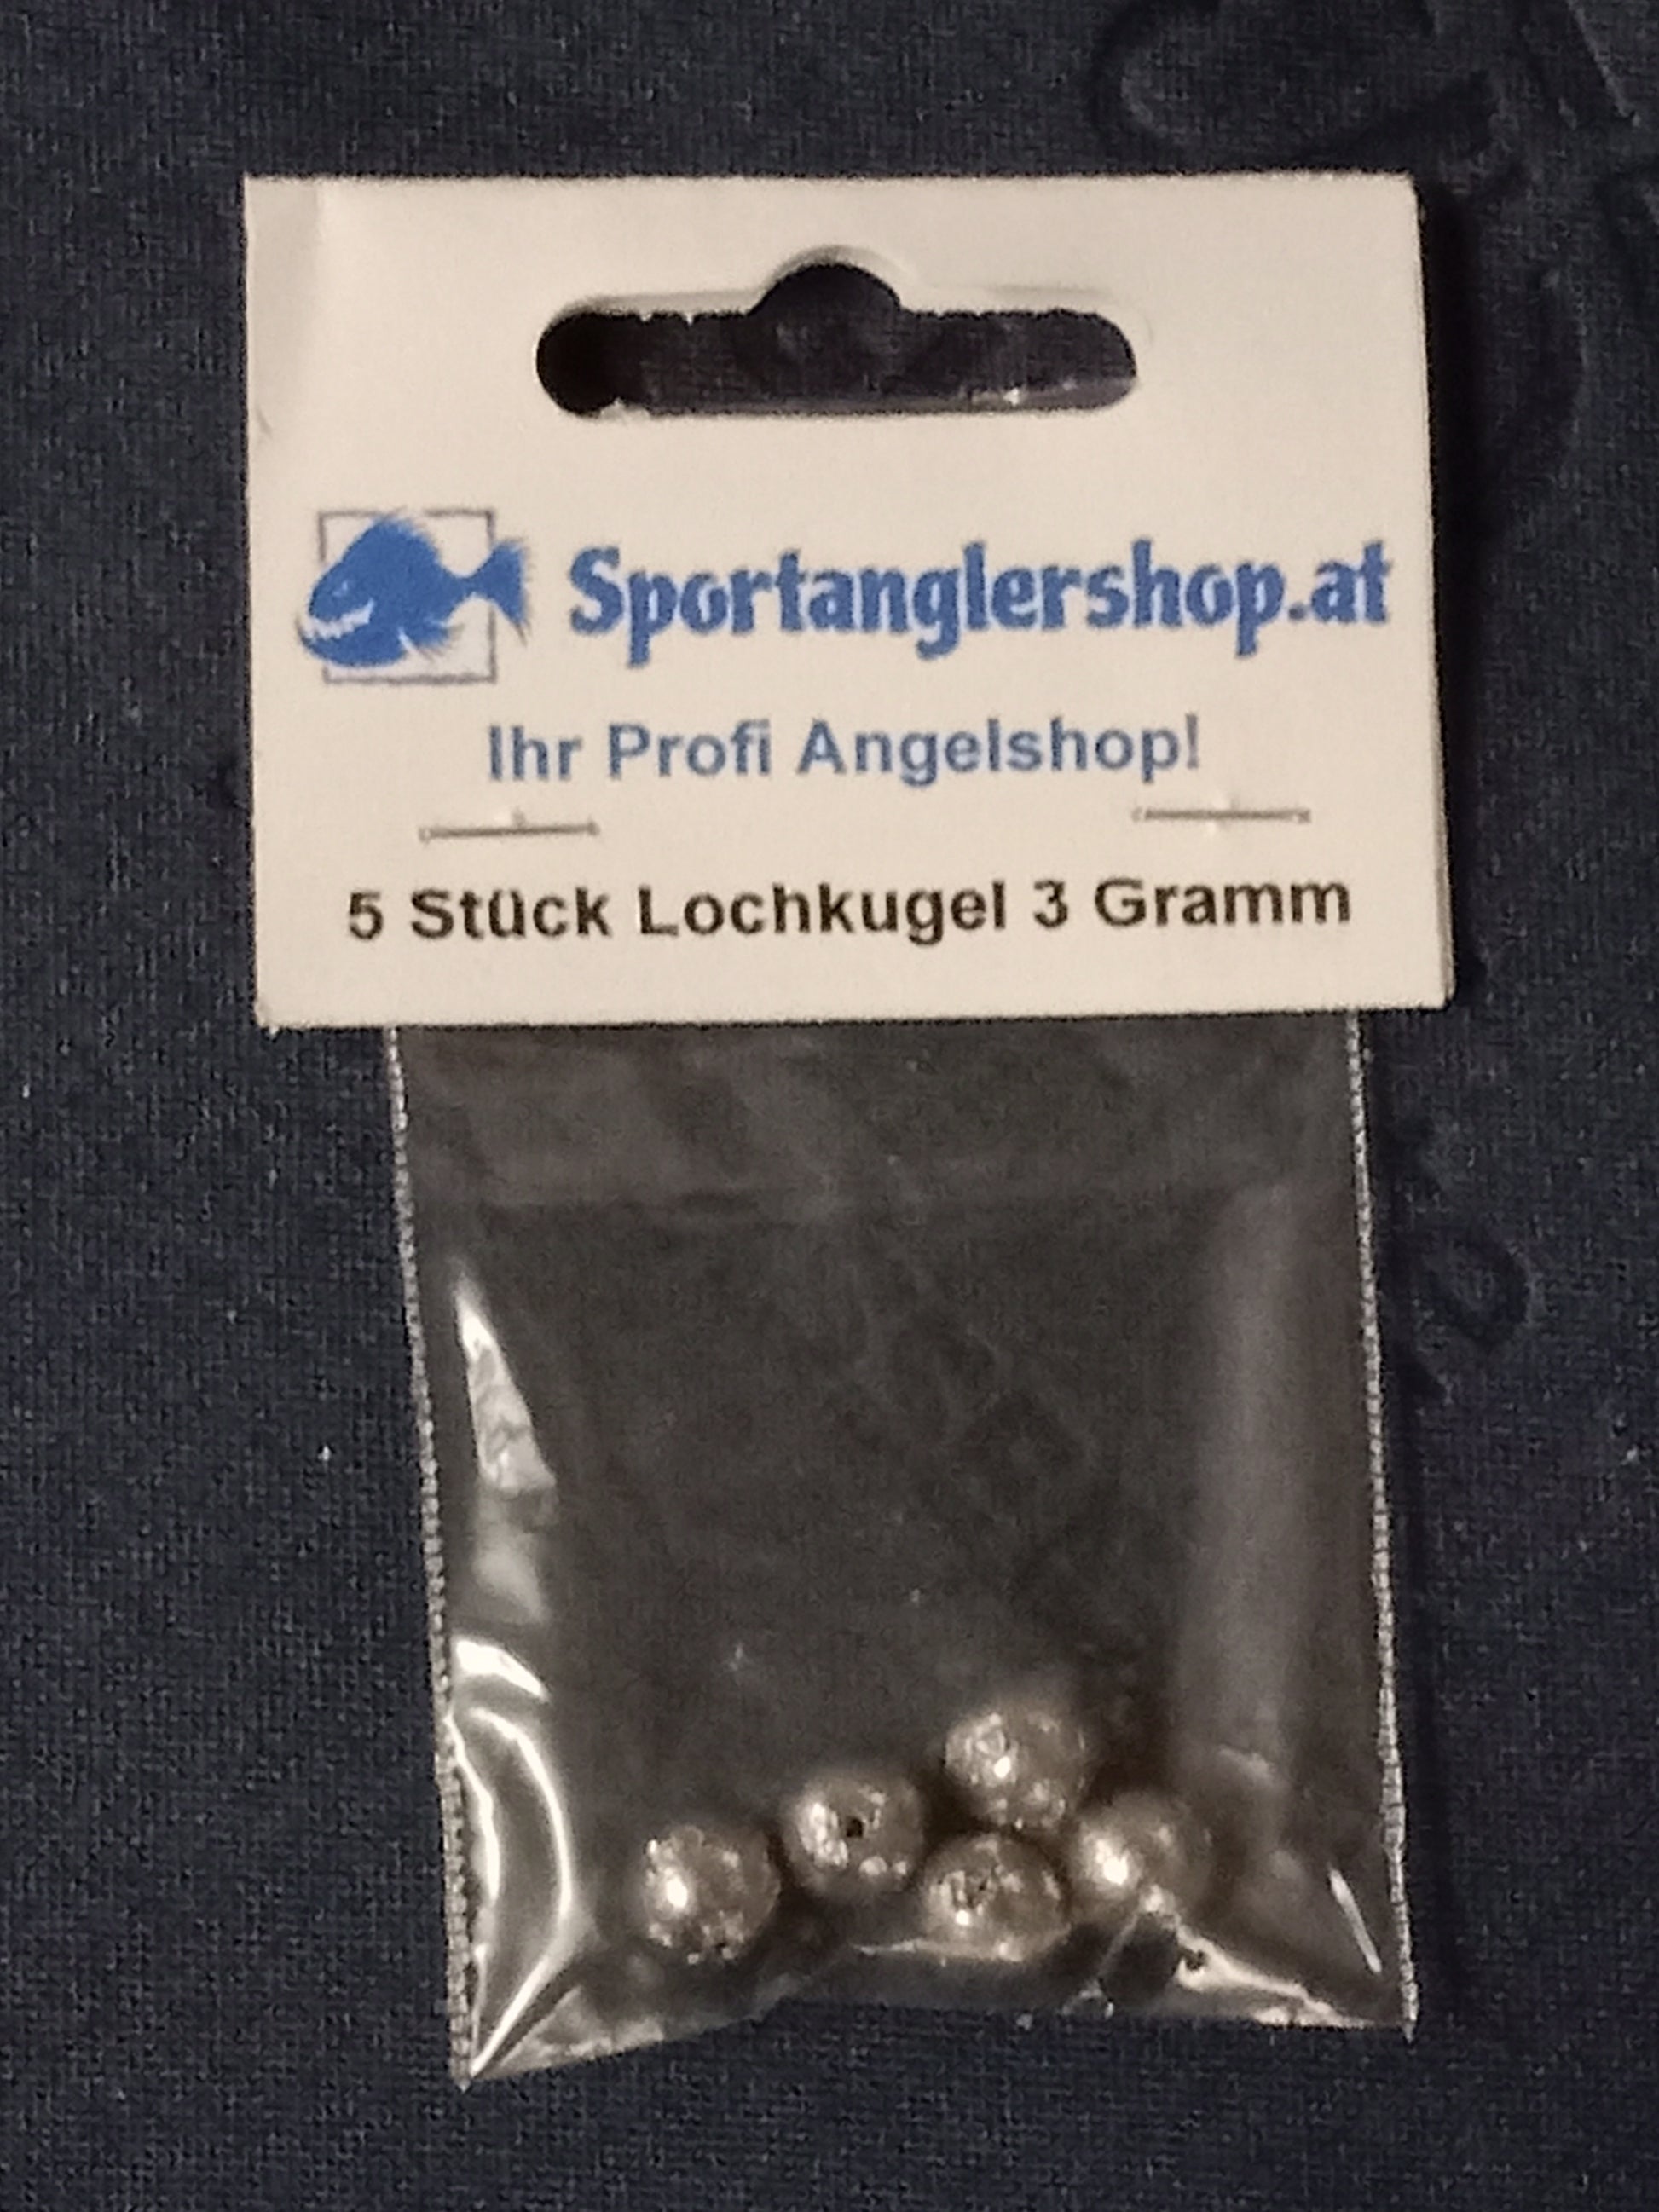 Sportanglershop.at
Ihr Profi Angelshop!
5 Stück Lochkugel 3 Gramm